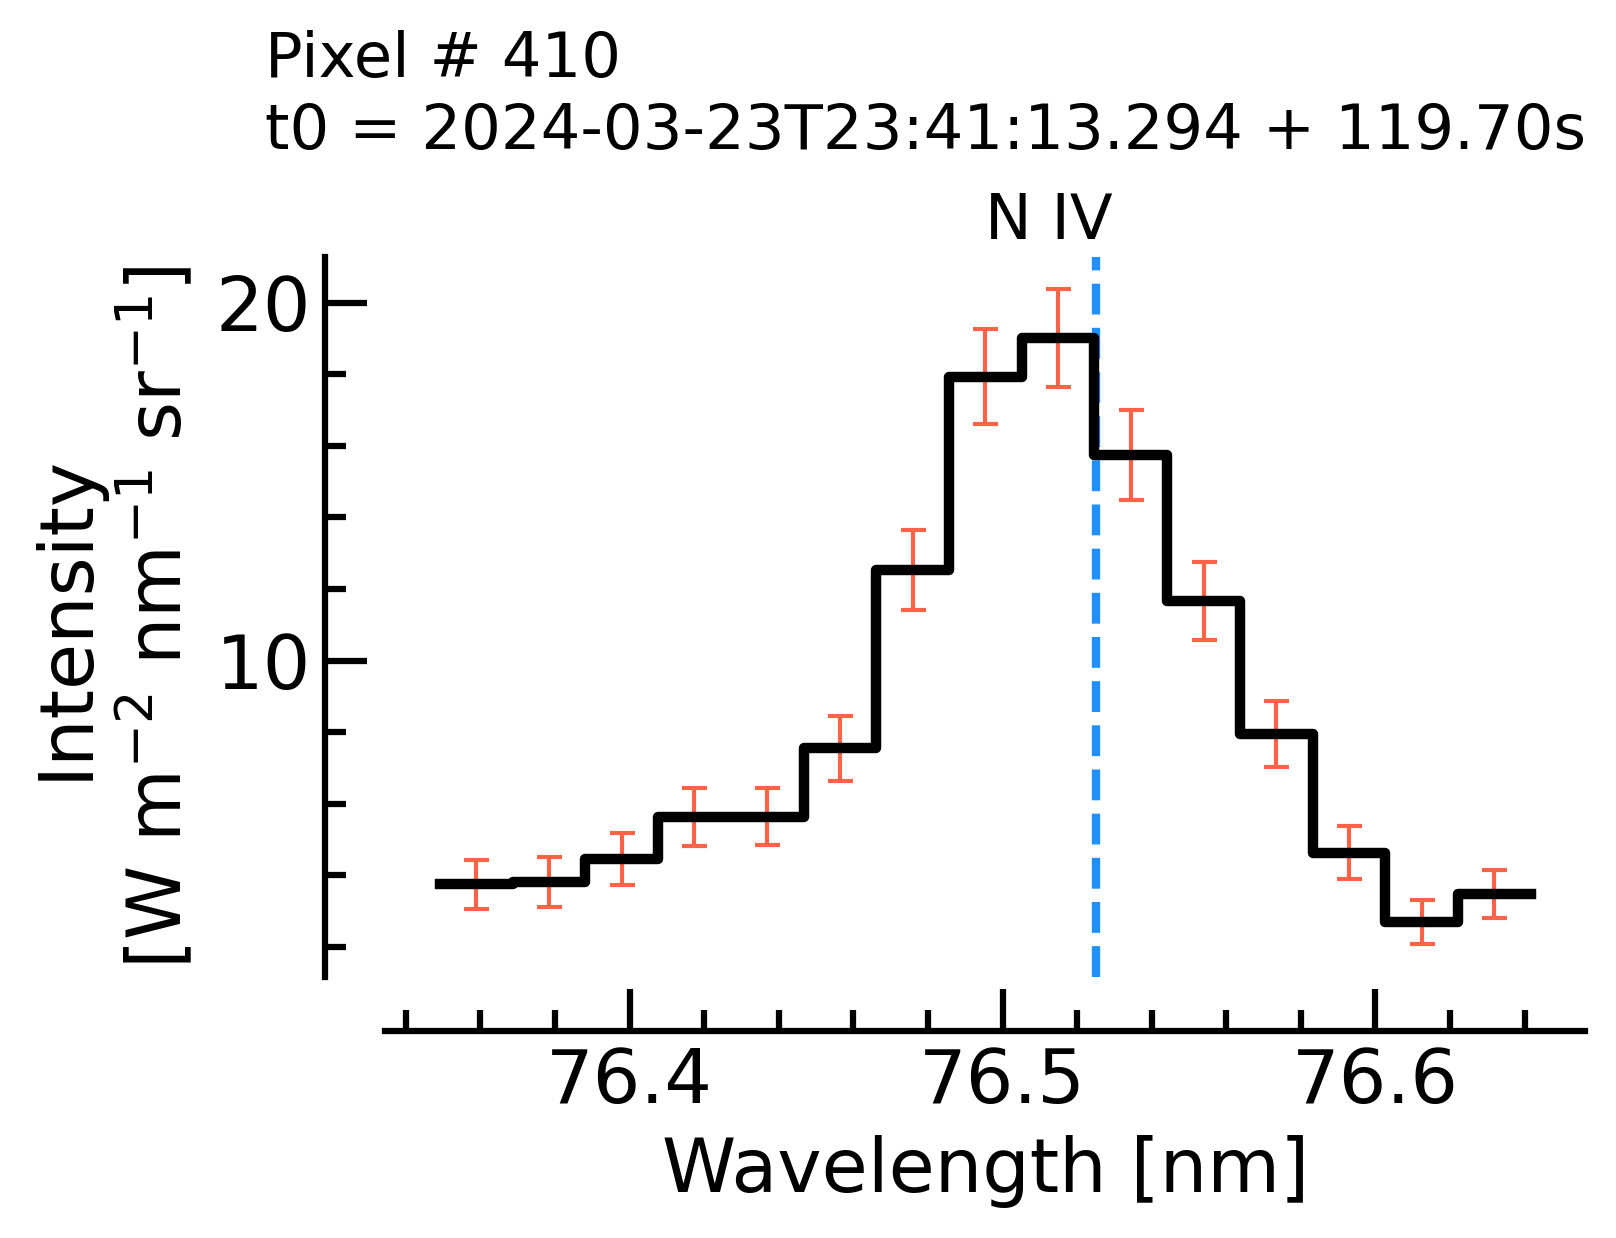 Pixel # 410
t0 = 2024-03-23T23:41:13.294 + 119.70s
N IV
Intensity
[W m⁻² nm⁻¹ sr⁻¹]
20
10
76.4 76.5 76.6
Wavelength [nm]